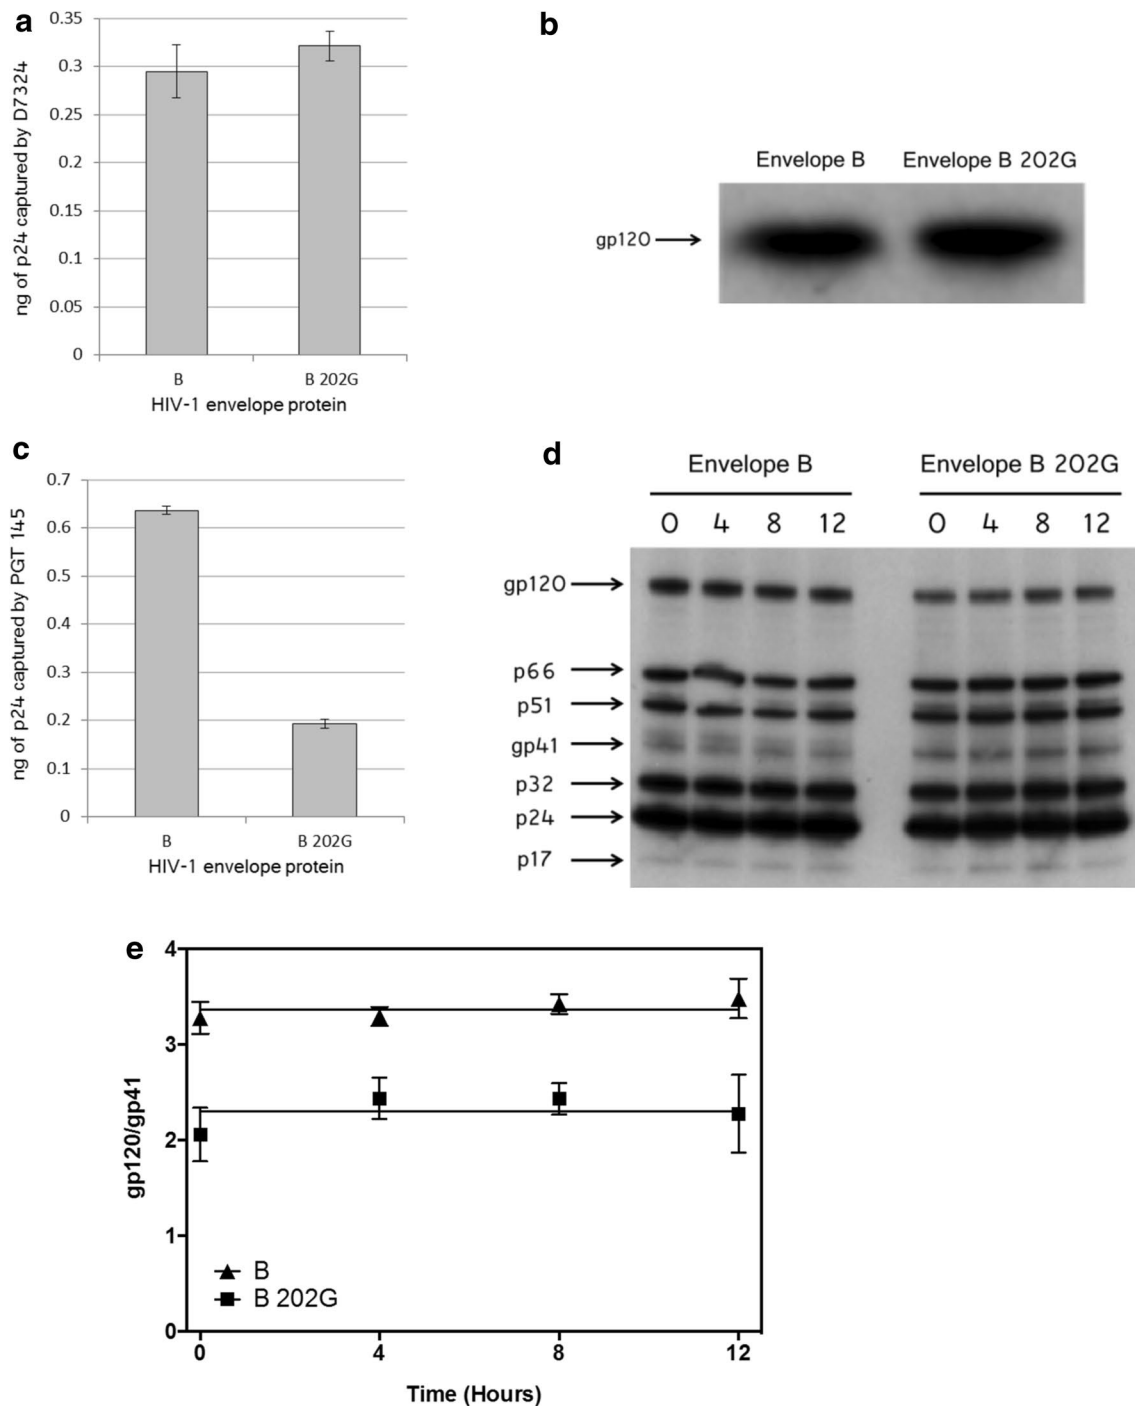 a
0.35
0.3
0.25
0.2
0.15
0.1
0.05
0
ng of p24 captured by D7324
B
B 202G
HIV-1 envelope protein
b
Envelope B
Envelope B 202G
gp120
c
0.7
0.6
0.5
0.4
0.3
0.2
0.1
0
ng of p24 captured by PGT 145
B
B 202G
HIV-1 envelope protein
d
Envelope B
Envelope B 202G
0 4 8 12
0 4 8 12
gp120
p66
p51
gp41
p32
p24
p17
e
4
3
2
1
0
gp120/gp41
B
B 202G
0 4 8 12
Time (Hours)